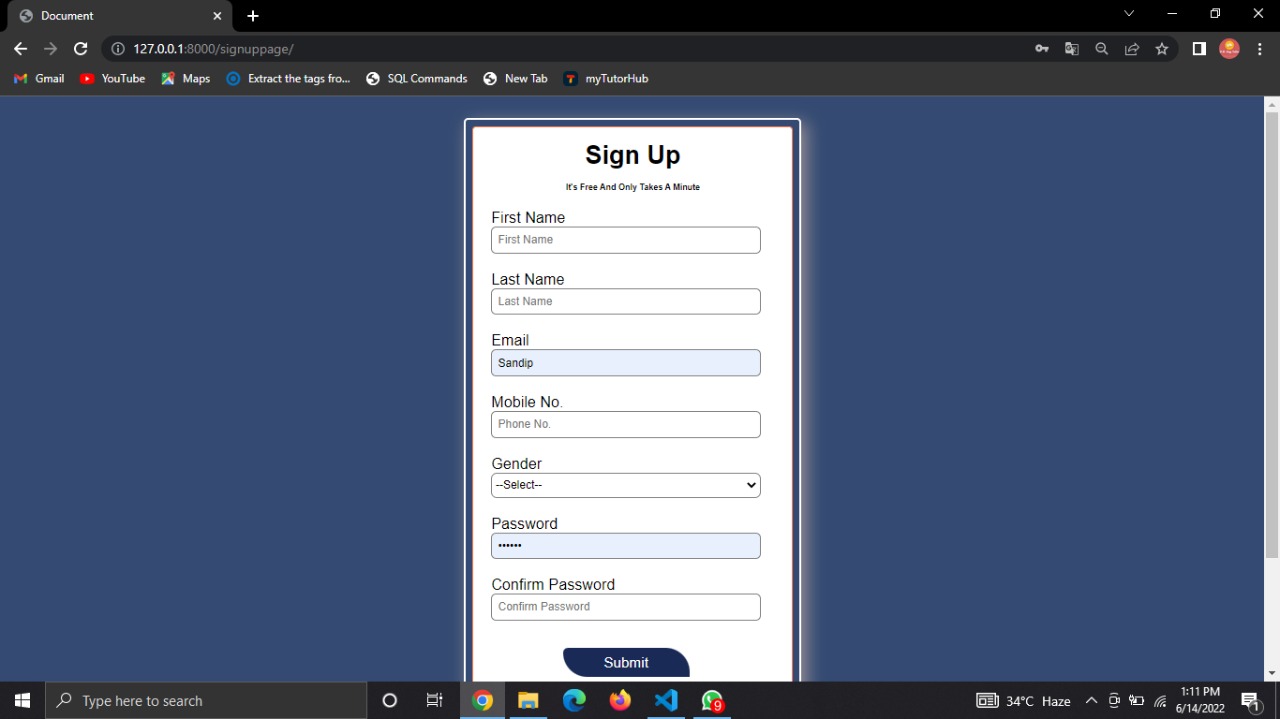 Document
127.0.0.1:8000/signuppage/
Gmail YouTube Maps Extract the tags fro... SQL Commands New Tab myTutorHub
Sign Up
It's Free And Only Takes A Minute
First Name
First Name
Last Name
Last Name
Email
Sandip
Mobile No.
Phone No.
Gender
--Select--
Password
••••••
Confirm Password
Confirm Password
Submit
Type here to search
9
34°C Haze
1:11 PM
6/14/2022
1